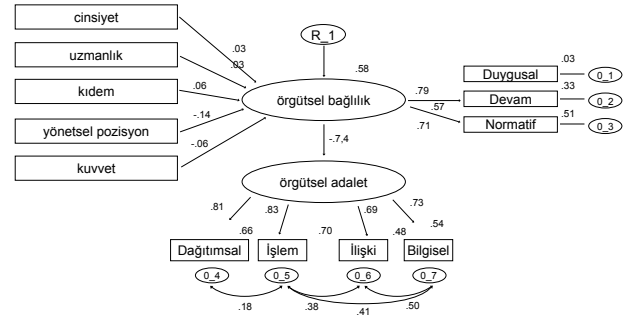 cinsiyet
uzmanlık
kıdem
yönetsel pozisyon
kuvvet
.03
.03
.06
-.14
-.06
R_1
.58
örgütsel bağlılık
.79
.57
.71
Duygusal
Devam
Normatif
.03
.33
.51
0_1
0_2
0_3
-.7,4
örgütsel adalet
.81
.83
.69
.73
.66
.70
.48
.54
Dağıtımsal
İşlem
İlişki
Bilgisel
0_4
0_5
0_6
0_7
.18
.38
.41
.50